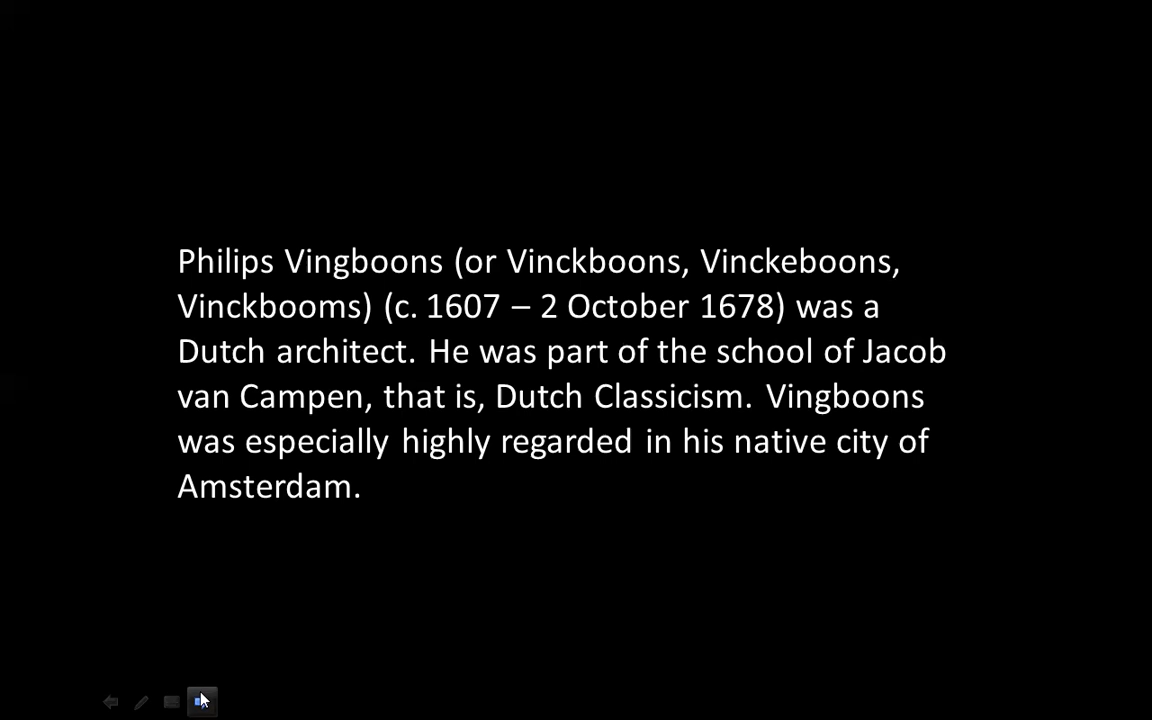 Philips Vingboons (or Vinckboons, Vinckeboons,
Vinckbooms) (c. 1607 – 2 October 1678) was a
Dutch architect. He was part of the school of Jacob
van Campen, that is, Dutch Classicism. Vingboons
was especially highly regarded in his native city of
Amsterdam.